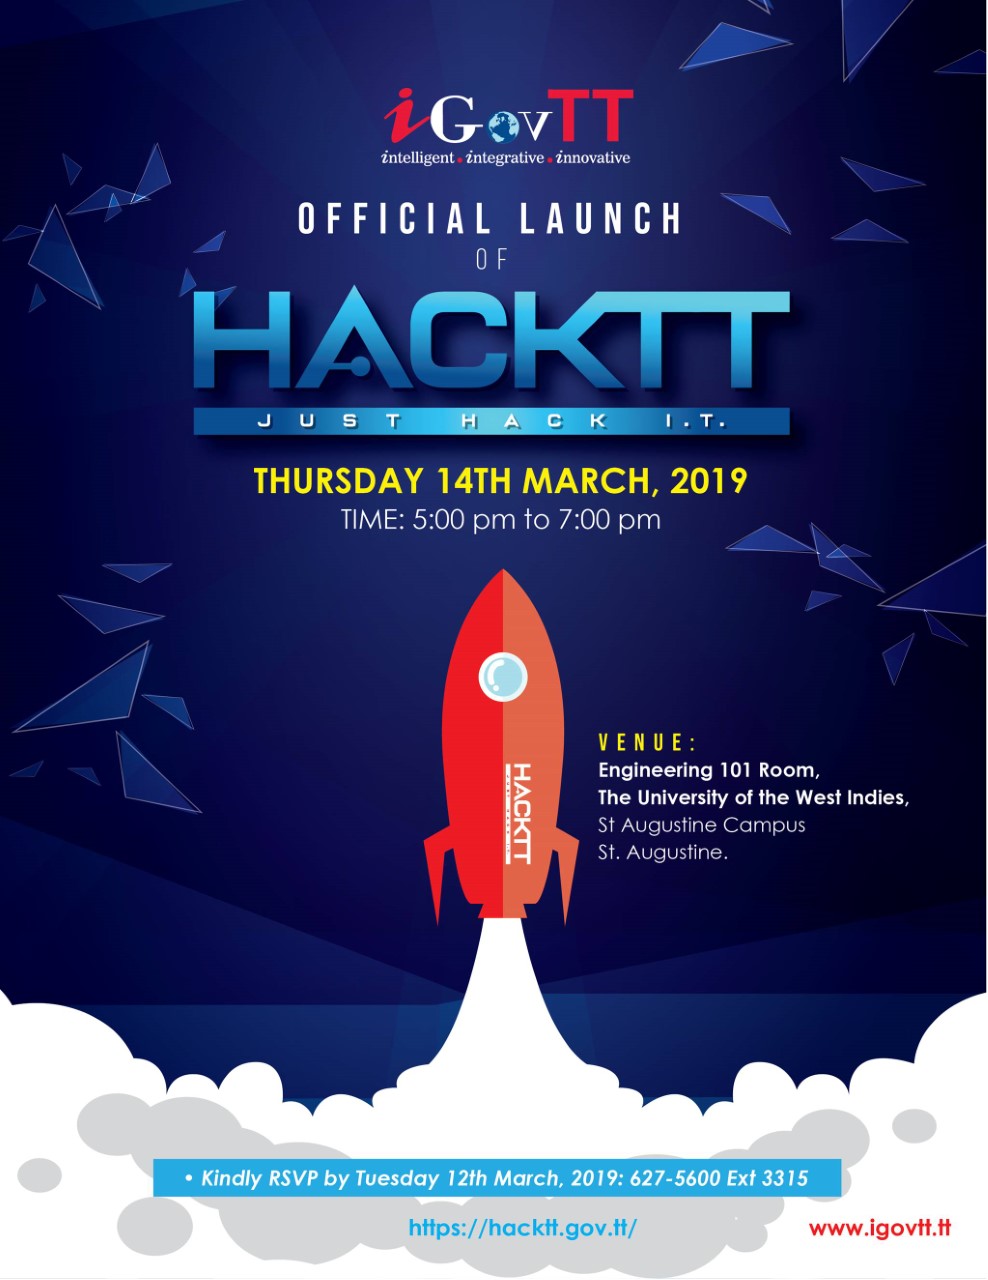 iGovTT
intelligent • integrative • innovative
OFFICIAL LAUNCH
OF
HACKTT
JUST HACK I.T.
THURSDAY 14TH MARCH, 2019
TIME: 5:00 pm to 7:00 pm
HACKTT
JUST HACK I.T.
VENUE:
Engineering 101 Room,
The University of the West Indies,
St Augustine Campus
St. Augustine.
• Kindly RSVP by Tuesday 12th March, 2019: 627-5600 Ext 3315
https://hacktt.gov.tt/
www.igovtt.tt